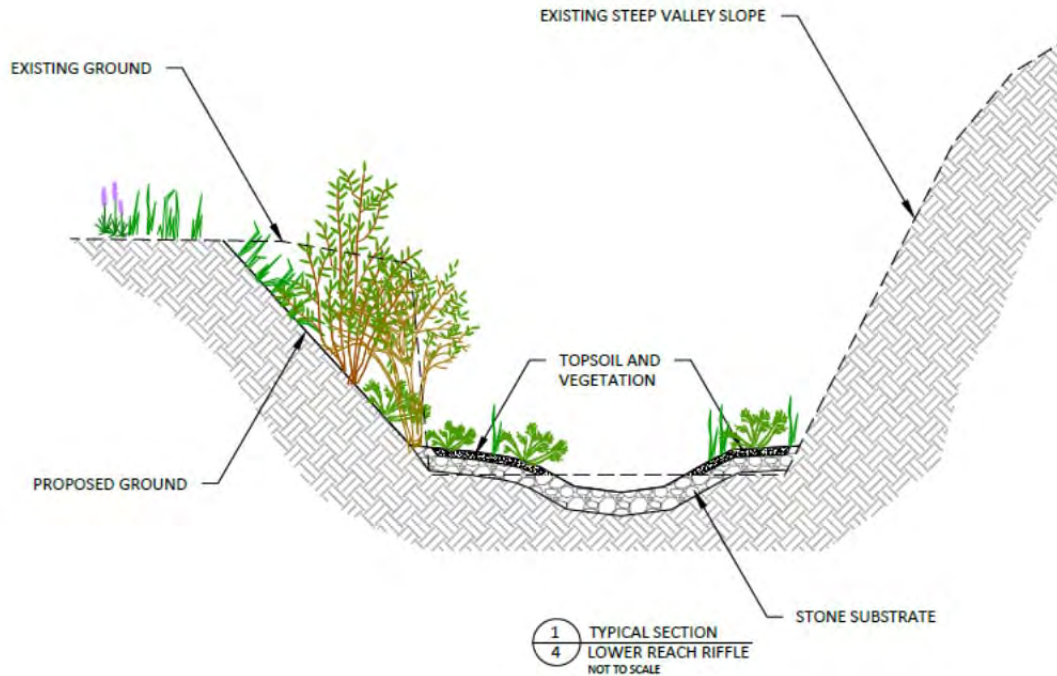 EXISTING STEEP VALLEY SLOPE
EXISTING GROUND
TOPSOIL AND
VEGETATION
PROPOSED GROUND
STONE SUBSTRATE
1
4
TYPICAL SECTION
LOWER REACH RIFFLE
NOT TO SCALE